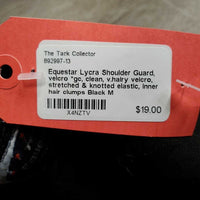 The Tack Collector
892997-13
Equestar Lycra Shoulder Guard,
velcro *gc, clean, v.hairy velcro,
stretched & knotted elastic, inner
hair clumps Black M
X4NZTV
$19.00